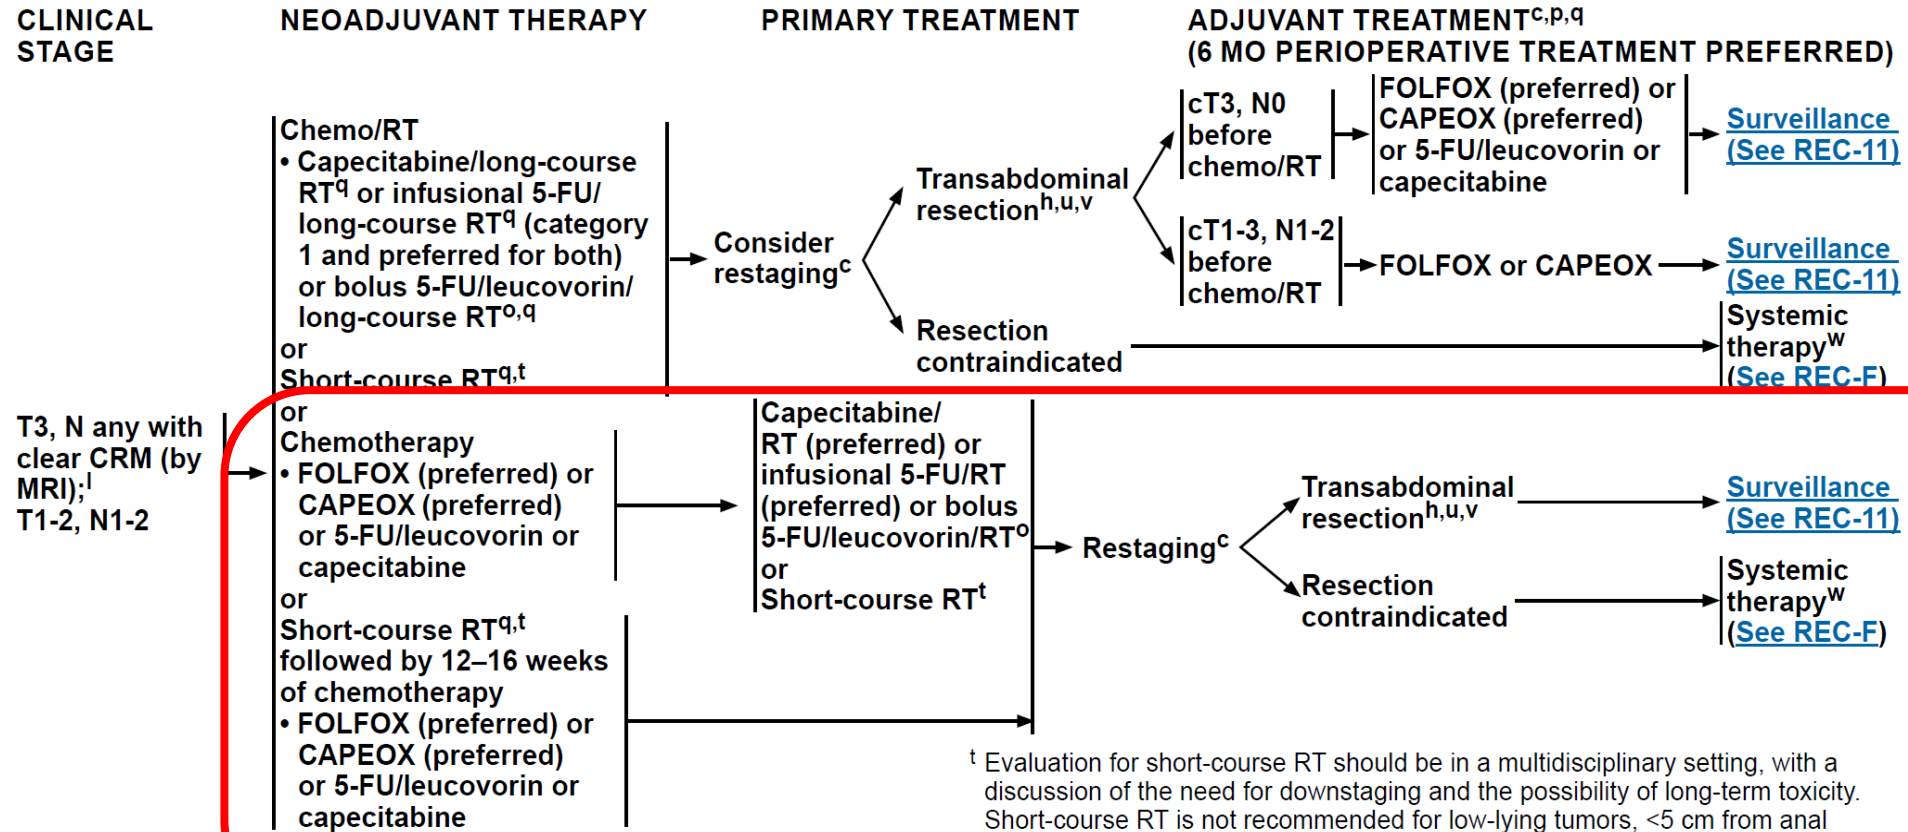 CLINICAL
STAGE
NEOADJUVANT THERAPY
PRIMARY TREATMENT
ADJUVANT TREATMENTc,p,q
(6 MO PERIOPERATIVE TREATMENT PREFERRED)
T3, N any with
clear CRM (by
MRI);l
T1-2, N1-2
Chemo/RT
• Capecitabine/long-course
RTq or infusional 5-FU/
long-course RTq (category
1 and preferred for both)
or bolus 5-FU/leucovorin/
long-course RTo,q
or
Short-course RTq,t
Consider
restagingc
Transabdominal
resectionh,u,v
Resection
contraindicated
cT3, N0
before
chemo/RT
FOLFOX (preferred) or
CAPEOX (preferred)
or 5-FU/leucovorin or
capecitabine
Surveillance
(See REC-11)
cT1-3, N1-2
before
chemo/RT
FOLFOX or CAPEOX
Surveillance
(See REC-11)
Systemic
therapyw
(See REC-F)
or
Chemotherapy
• FOLFOX (preferred) or
CAPEOX (preferred)
or 5-FU/leucovorin or
capecitabine
or
Short-course RTq,t
followed by 12–16 weeks
of chemotherapy
• FOLFOX (preferred) or
CAPEOX (preferred)
or 5-FU/leucovorin or
capecitabine
Capecitabine/
RT (preferred) or
infusional 5-FU/RT
(preferred) or bolus
5-FU/leucovorin/RTo
or
Short-course RTt
Restagingc
Transabdominal
resectionh,u,v
Surveillance
(See REC-11)
Resection
contraindicated
Systemic
therapyw
(See REC-F)
t Evaluation for short-course RT should be in a multidisciplinary setting, with a
discussion of the need for downstaging and the possibility of long-term toxicity.
Short-course RT is not recommended for low-lying tumors, <5 cm from anal